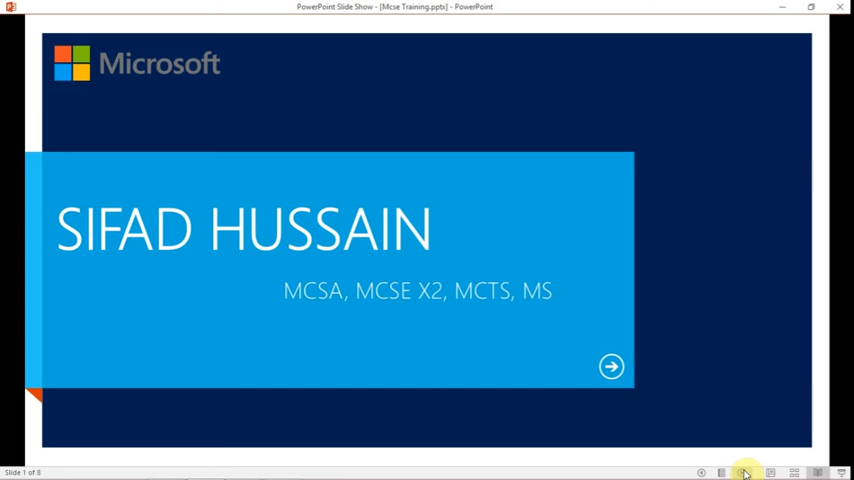 PowerPoint Slide Show - [Mcse Training.pptx] - PowerPoint
Microsoft
SIFAD HUSSAIN
MCSA, MCSE X2, MCTS, MS
Slide 1 of 8